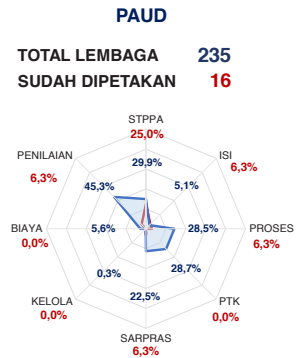 PAUD
TOTAL LEMBAGA 235
SUDAH DIPETAKAN 16
STPPA
25,0%
PENILAIAN ISI
6,3% 29,9% 6,3%
45,3% 5,1%
BIAYA 5,6% 28,5% PROSES
0,0% 6,3%
0,3% 28,7%
KELOLA 22,5% PTK
0,0% 0,0%
SARPRAS
6,3%